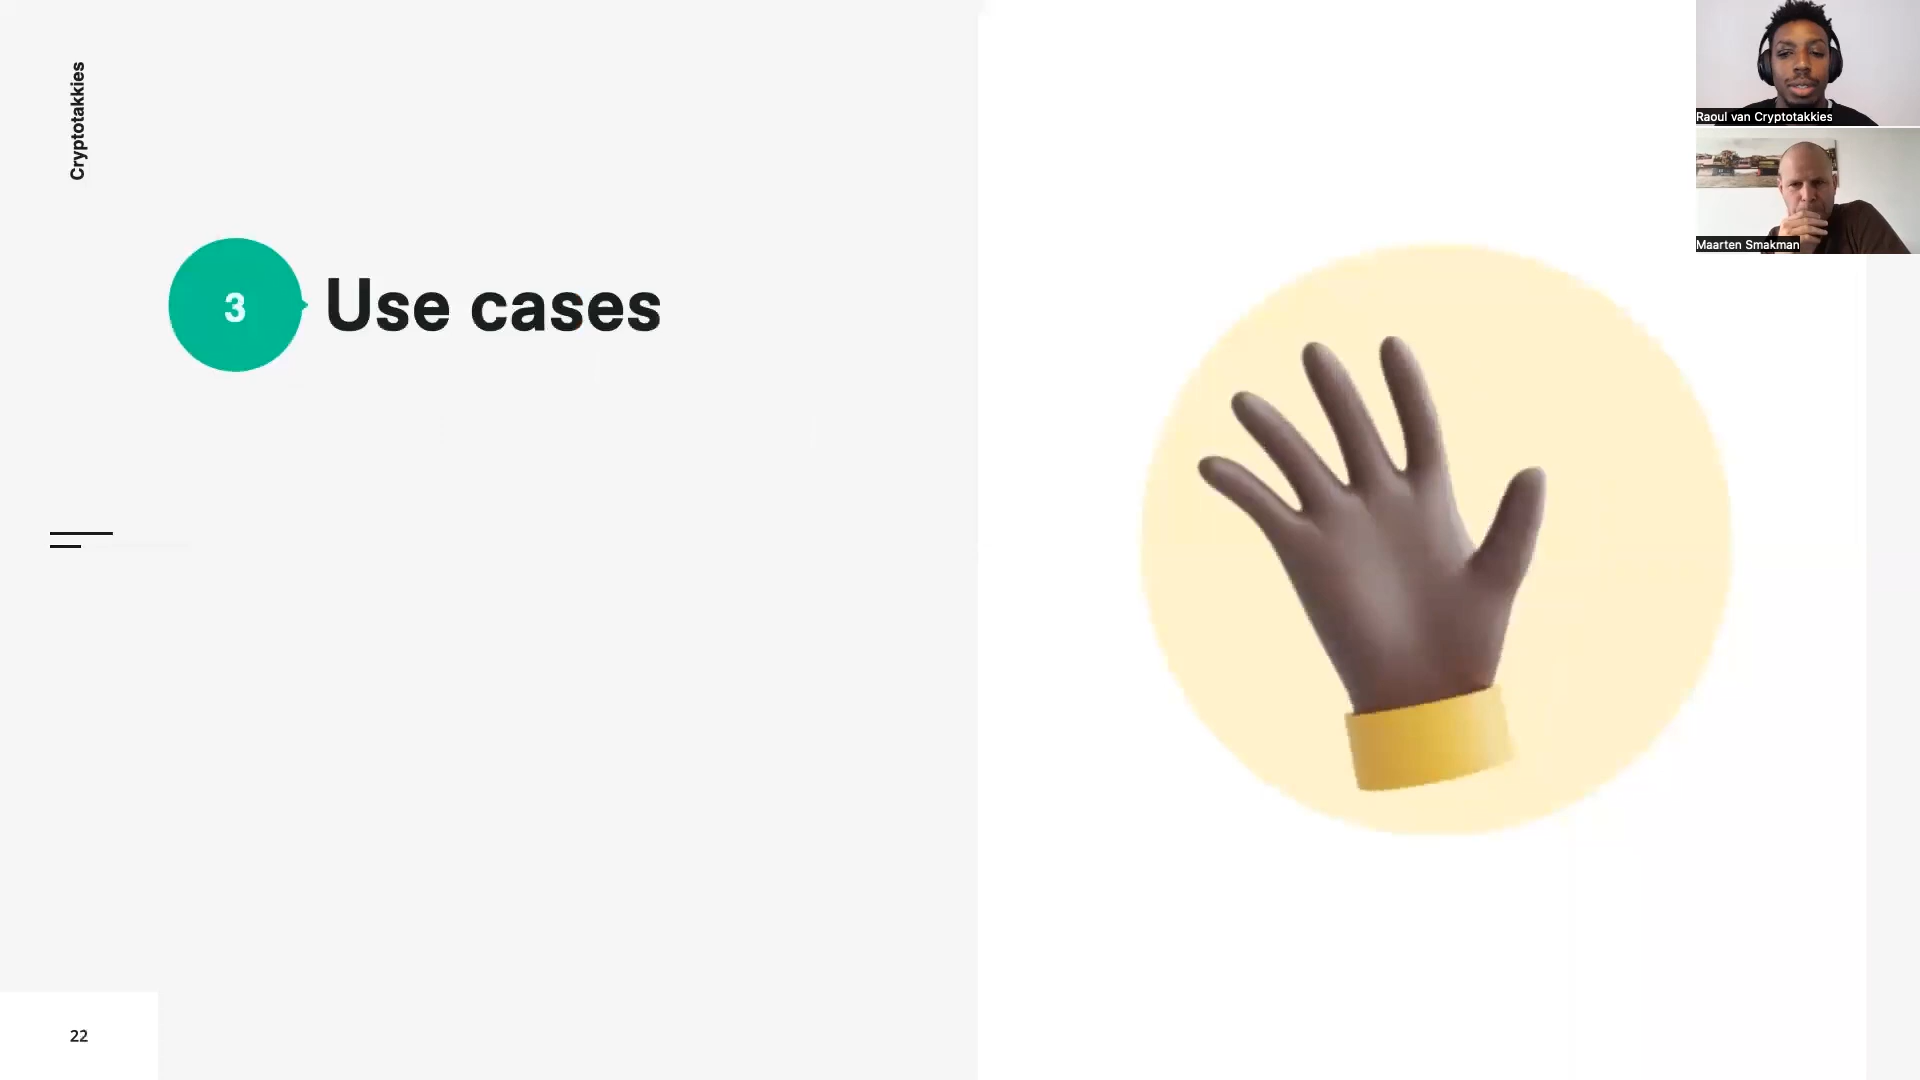 Cryptotakkies
3
Use cases
22
Raoul van Cryptotakkies
Maarten Smakman